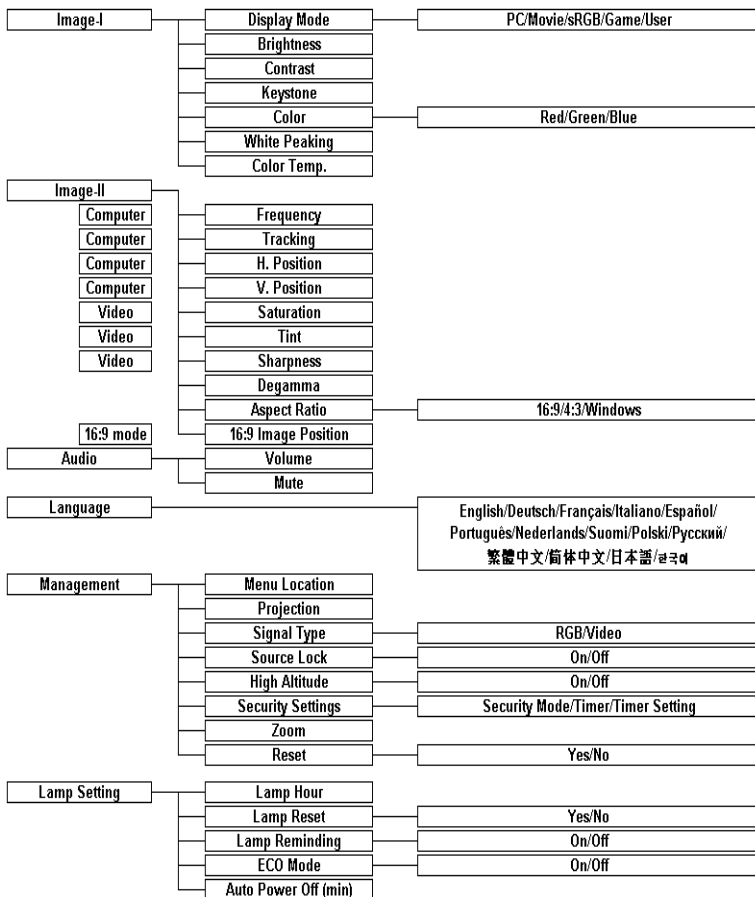 Image-I Display Mode PC/Movie/sRGB/Game/User
Brightness
Contrast
Keystone
Color Red/Green/Blue
White Peaking
Color Temp.
Image-II
Computer Frequency
Computer Tracking
Computer H. Position
Computer V. Position
Video Saturation
Video Tint
Video Sharpness
Degamma
Aspect Ratio 16:9/4:3/Windows
16:9 mode 16:9 Image Position
Audio Volume
Mute
Language English/Deutsch/Français/Italiano/Español/
Português/Nederlands/Suomi/Polski/Русский/
繁體中文/简体中文/日本語/한국어
Management Menu Location
Projection
Signal Type RGB/Video
Source Lock On/Off
High Altitude On/Off
Security Settings Security Mode/Timer/Timer Setting
Zoom
Reset Yes/No
Lamp Setting Lamp Hour
Lamp Reset Yes/No
Lamp Reminding On/Off
ECO Mode On/Off
Auto Power Off (min)